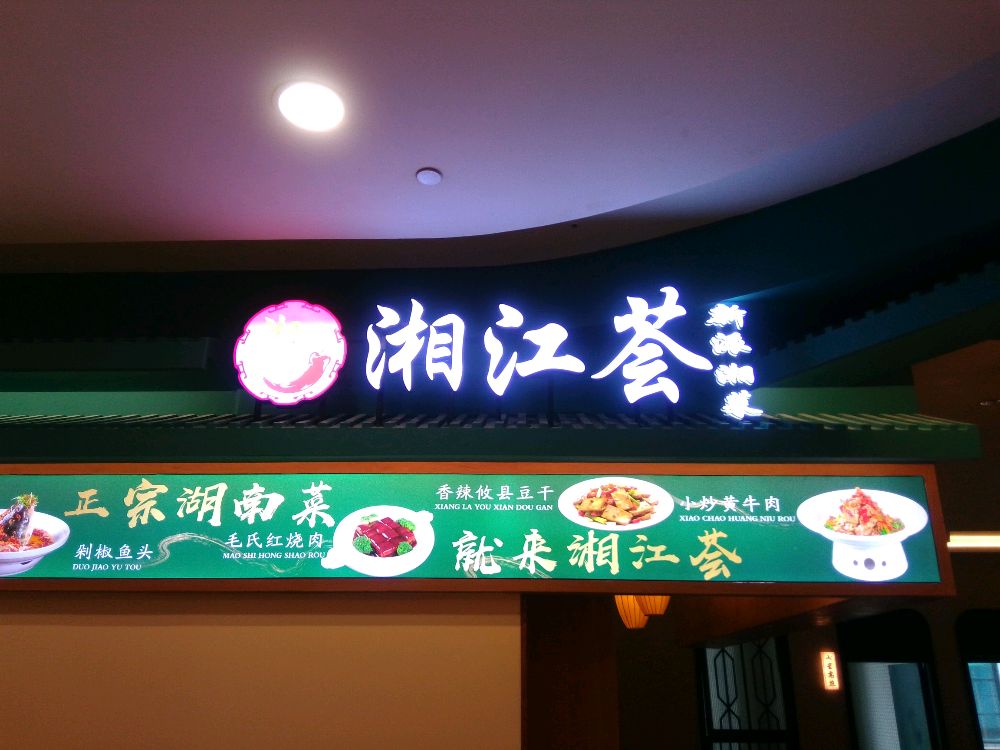 湘江荟
新派湘菜
正宗湖南菜
剁椒鱼头
DUO JIAO YU TOU
毛氏红烧肉
MAO SHI HONG SHAO ROU
香辣攸县豆干
XIANG LA YOU XIAN DOU GAN
小炒黄牛肉
XIAO CHAO HUANG NIU ROU
就来湘江荟